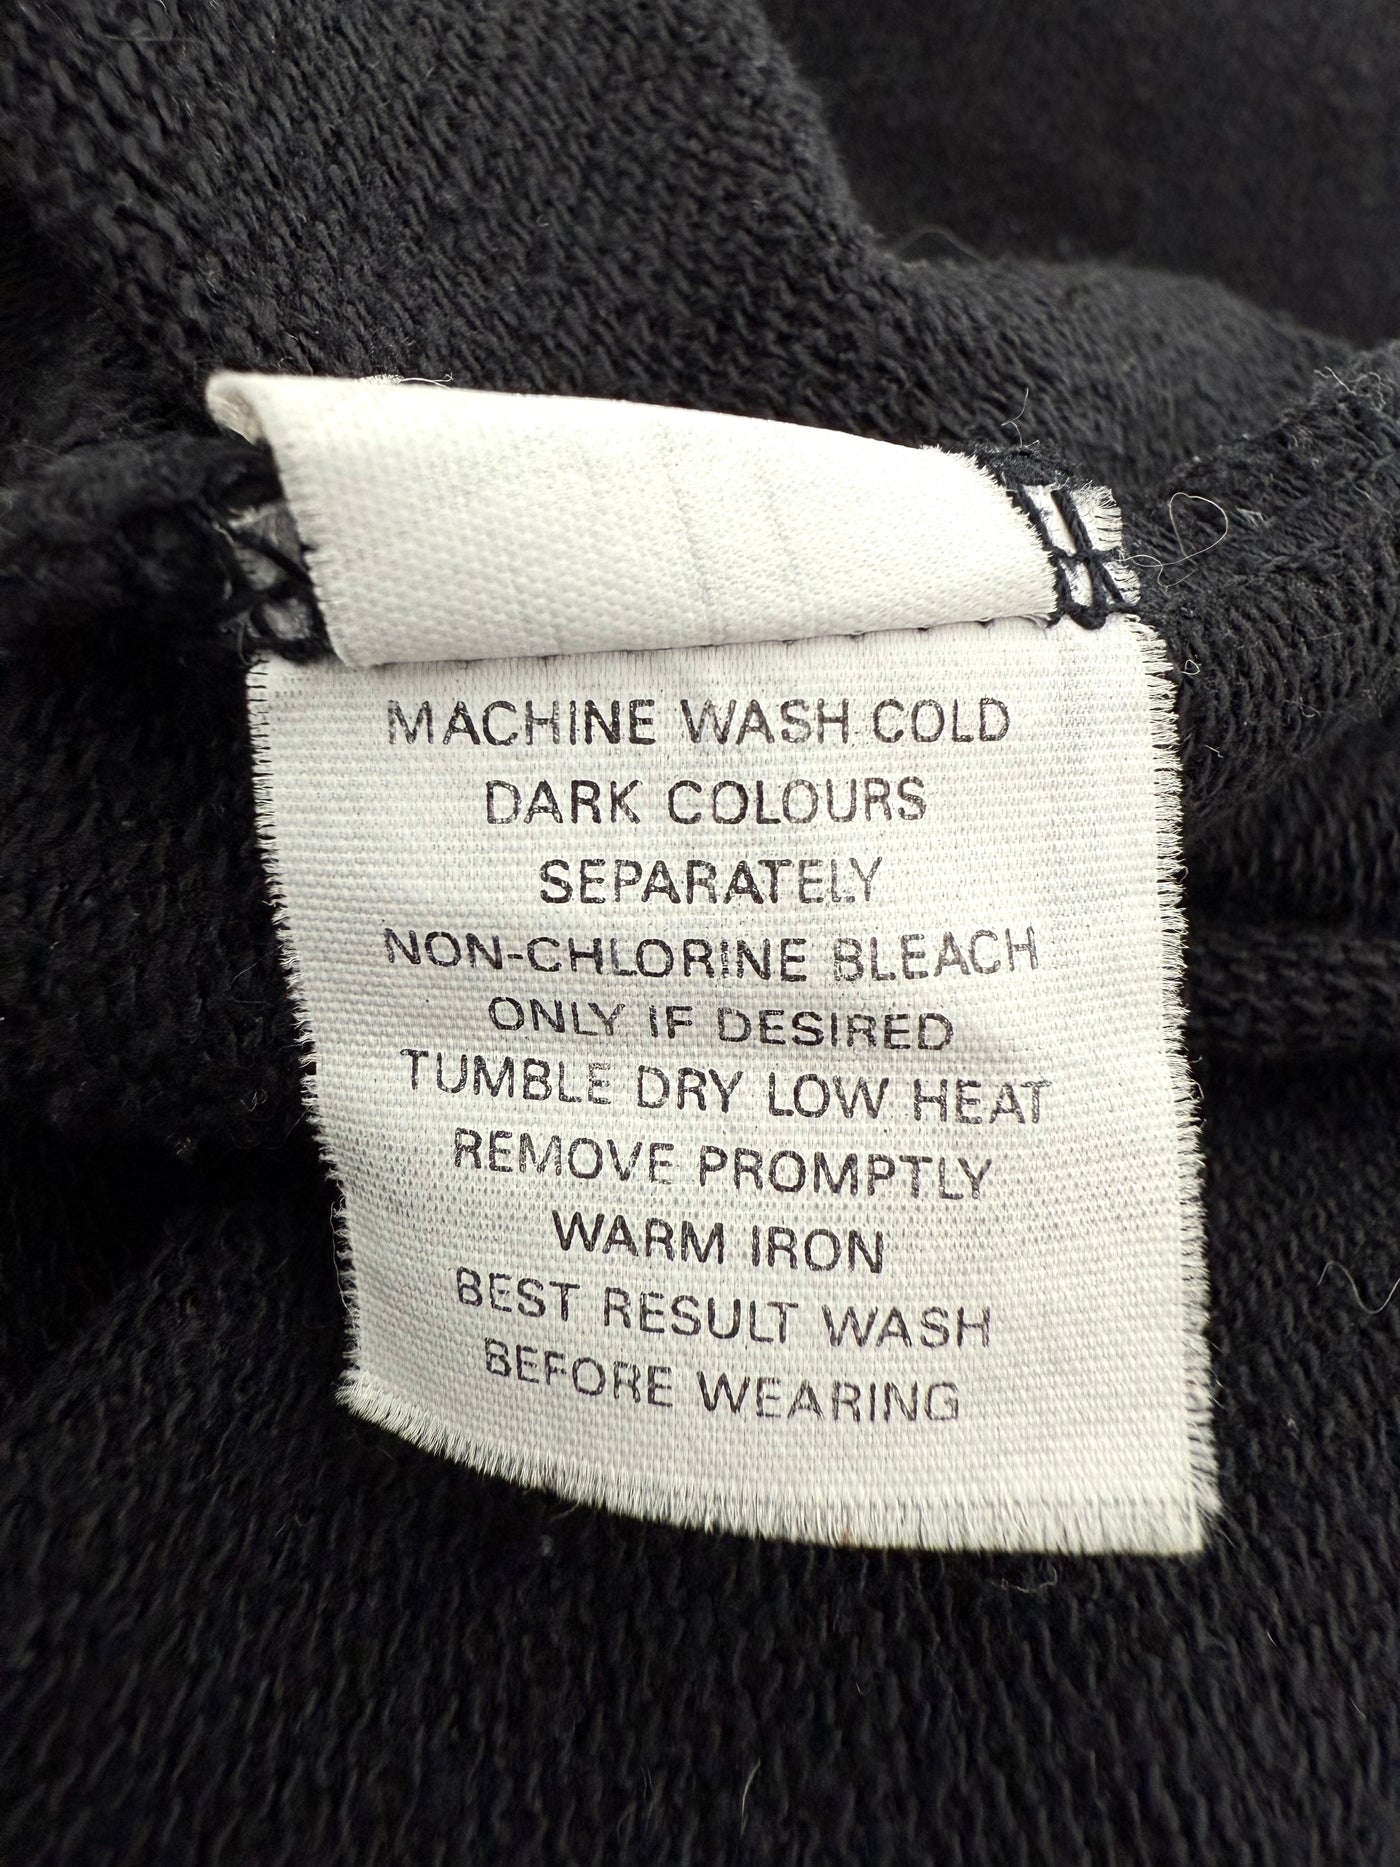 MACHINE WASH COLD
DARK COLOURS
SEPARATELY
NON-CHLORINE BLEACH
ONLY IF DESIRED
TUMBLE DRY LOW HEAT
REMOVE PROMPTLY
WARM IRON
BEST RESULT WASH
BEFORE WEARING